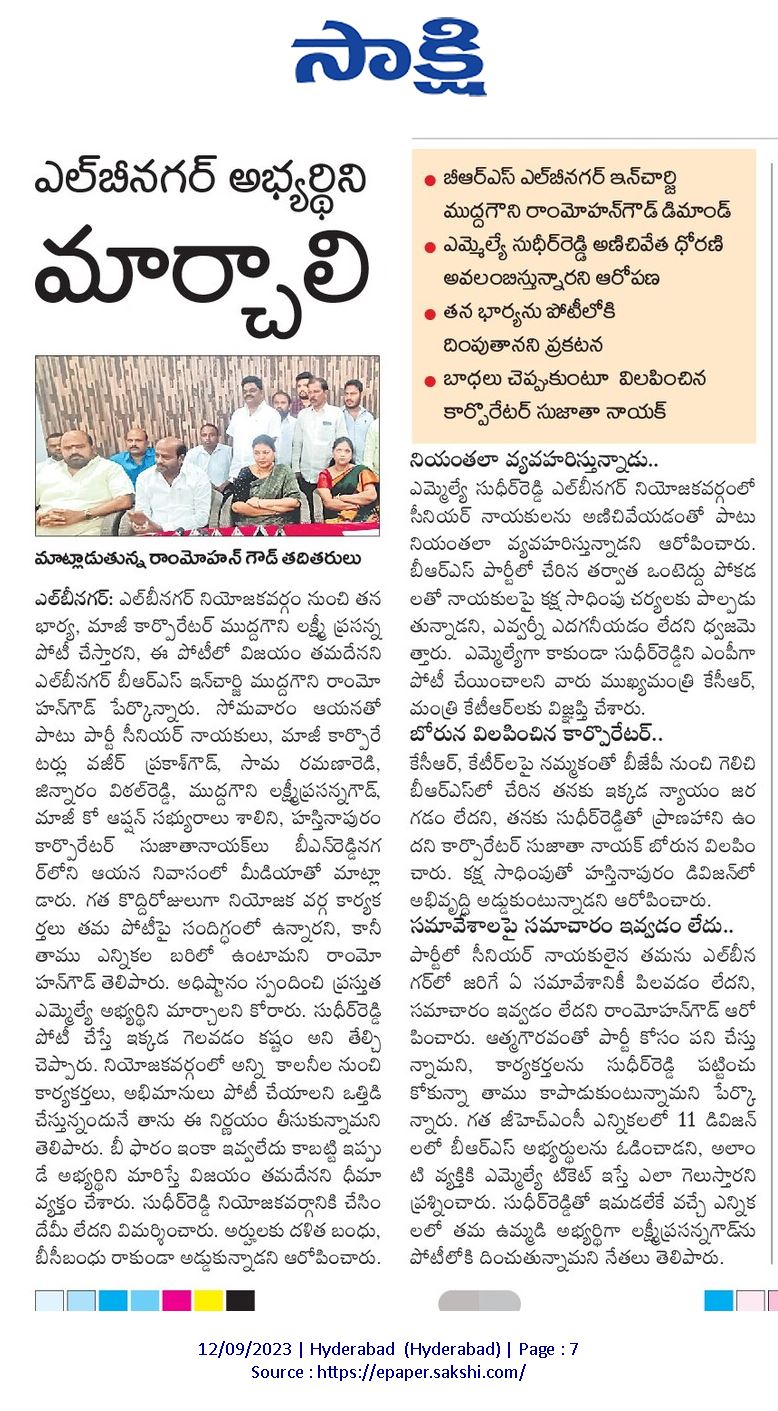 సాక్షి
ఎల్‌బీనగర్ అభ్యర్థిని
మార్చాలి
మాట్లాడుతున్న రాంమోహన్ గౌడ్ తదితరులు
ఎల్‌బీనగర్: ఎల్‌బీనగర్ నియోజకవర్గం నుంచి తన
భార్య, మాజీ కార్పొరేటర్ ముద్దగౌని లక్ష్మీ ప్రసన్న
పోటీ చేస్తారని, ఈ పోటీలో విజయం తమదేనని
ఎల్‌బీనగర్ బీఆర్ఎస్ ఇన్‌చార్జి ముద్దగౌని రాంమో
హన్‌గౌడ్ పేర్కొన్నారు. సోమవారం ఆయనతో
పాటు పార్టీ సీనియర్ నాయకులు, మాజీ కార్పొరే
టర్లు వజీర్ ప్రకాశ్‌గౌడ్, సామ రమణారెడి,
జిన్నారం విఠల్‌రెడ్డి, ముద్దగౌని లక్ష్మీప్రసన్నగౌడ్,
మాజీ కో ఆప్షన్ సభ్యురాలు శాలిని, హస్తినాపురం
కార్పొరేటర్ సుజాతానాయక్‌లు బీఎన్‌రెడ్డినగ
ర్‌లోని ఆయన నివాసంలో మీడియాతో మాట్లా
డారు. గత కొద్దిరోజులుగా నియోజక వర్గ కార్యక
ర్తలు తమ పోటీపై సందిగ్ధంలో ఉన్నారని, కానీ
తాము ఎన్నికల బరిలో ఉంటామని రాంమో
హన్‌గౌడ్ తెలిపారు. అధిష్టానం స్పందించి ప్రస్తుత
ఎమ్మెల్యే అభ్యర్థిని మార్చాలని కోరారు. సుధీర్‌రెడ్డి
పోటీ చేస్తే ఇక్కడ గెలవడం కష్టం అని తేల్చి
చెప్పారు. నియోజకవర్గంలో అన్ని కాలనీల నుంచి
కార్యకర్తలు, అభిమానులు పోటీ చేయాలని ఒత్తిడి
చేస్తున్నందునే తాను ఈ నిర్ణయం తీసుకున్నామని
తెలిపారు. బీ ఫారం ఇంకా ఇవ్వలేదు కాబట్టి ఇప్పు
డే అభ్యర్థిని మారిస్తే విజయం తమదేనని ధీమా
వ్యక్తం చేశారు. సుధీర్‌రెడ్డి నియోజకవర్గానికి చేసిం
దేమీ లేదని విమర్శించారు. అర్హులకు దళిత బంధు,
బీసీబంధు రాకుండా అడ్డుకున్నాడని ఆరోపించారు.
• బీఆర్ఎస్ ఎల్‌బీనగర్ ఇన్‌చార్జి
ముద్దగౌని రాంమోహన్‌గౌడ్ డిమాండ్
• ఎమ్మెల్యే సుధీర్‌రెడ్డి అణిచివేత ధోరణి
అవలంబిస్తున్నారని ఆరోపణ
• తన భార్యను పోటీలోకి
దింపుతానని ప్రకటన
• బాధలు చెప్పుకుంటూ విలపించిన
కార్పొరేటర్ సుజాతా నాయక్
నియంతలా వ్యవహరిస్తున్నాడు..
ఎమ్మెల్యే సుధీర్‌రెడ్డి ఎల్‌బీనగర్ నియోజకవర్గంలో
సీనియర్ నాయకులను అణిచివేయడంతో పాటు
నియంతలా వ్యవహరిస్తున్నాడని ఆరోపించారు.
బీఆర్ఎస్ పార్టీలో చేరిన తర్వాత ఒంటెద్దు పోకడ
లతో నాయకులపై కక్ష సాధింపు చర్యలకు పాల్పడు
తున్నాడని, ఎవ్వర్నీ ఎదగనీయడం లేదని ధ్వజమె
త్తారు. ఎమ్మెల్యేగా కాకుండా సుధీర్‌రెడ్డిని ఎంపీగా
పోటీ చేయించాలని వారు ముఖ్యమంత్రి కేసీఆర్,
మంత్రి కేటీఆర్‌లకు విజ్ఞప్తి చేశారు.
బోరున విలపించిన కార్పొరేటర్..
కేసీఆర్, కేటీర్‌లపై నమ్మకంతో బీజేపీ నుంచి గెలిచి
బీఆర్ఎస్‌లో చేరిన తనకు ఇక్కడ న్యాయం జర
గడం లేదని, తనకు సుధీర్‌రెడ్డితో ప్రాణహాని ఉం
దని కార్పొరేటర్ సుజాతా నాయక్ బోరున విలపిం
చారు. కక్ష సాధింపుతో హస్తినాపురం డివిజన్‌లో
అభివృద్ధి అడ్డుకుంటున్నాడని ఆరోపించారు.
సమావేశాలపై సమాచారం ఇవ్వడం లేదు..
పార్టీలో సీనియర్ నాయకులైన తమను ఎల్‌బీన
గర్‌లో జరిగే ఏ సమావేశానికీ పిలవడం లేదని,
సమాచారం ఇవ్వడం లేదని రాంమోహన్‌గౌడ్ ఆరో
పించారు. ఆత్మగౌరవంతో పార్టీ కోసం పని చేస్తు
న్నామని, కార్యకర్తలను సుధీర్‌రెడ్డి పట్టించు
కోకున్నా తాము కాపాడుకుంటున్నామని పేర్కొ
న్నారు. గత జీహెచ్ఎంసీ ఎన్నికలలో 11 డివిజన్
లలో బీఆర్ఎస్ అభ్యర్థులను ఓడించాడని, అలాం
టి వ్యక్తికి ఎమ్మెల్యే టికెట్ ఇస్తే ఎలా గెలుస్తారని
ప్రశ్నించారు. సుధీర్‌రెడ్డితో ఇమడలేకే వచ్చే ఎన్నిక
లలో తమ ఉమ్మడి అభ్యర్థిగా లక్ష్మీప్రసన్నగౌడ్‌ను
పోటీలోకి దించుతున్నామని నేతలు తెలిపారు.
12/09/2023 | Hyderabad (Hyderabad) | Page : 7
Source : https://epaper.sakshi.com/